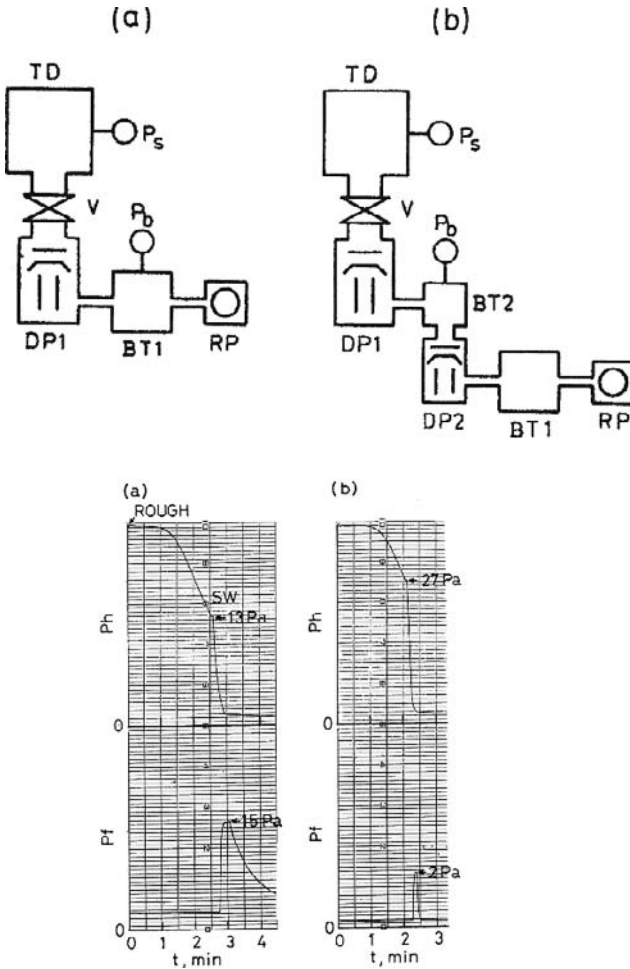 (a)
(b)
TD
TD
Ps
Ps
V
V
Pb
Pb
BT2
DP1
BT1
RP
DP1
DP2
BT1
RP
(a)
(b)
ROUGH
SW
13 Pa
27 Pa
Ph
Ph
0
0
15 Pa
2 Pa
Pf
Pf
0
0
0 1 2 3 4
0 1 2 3
t, min
t, min